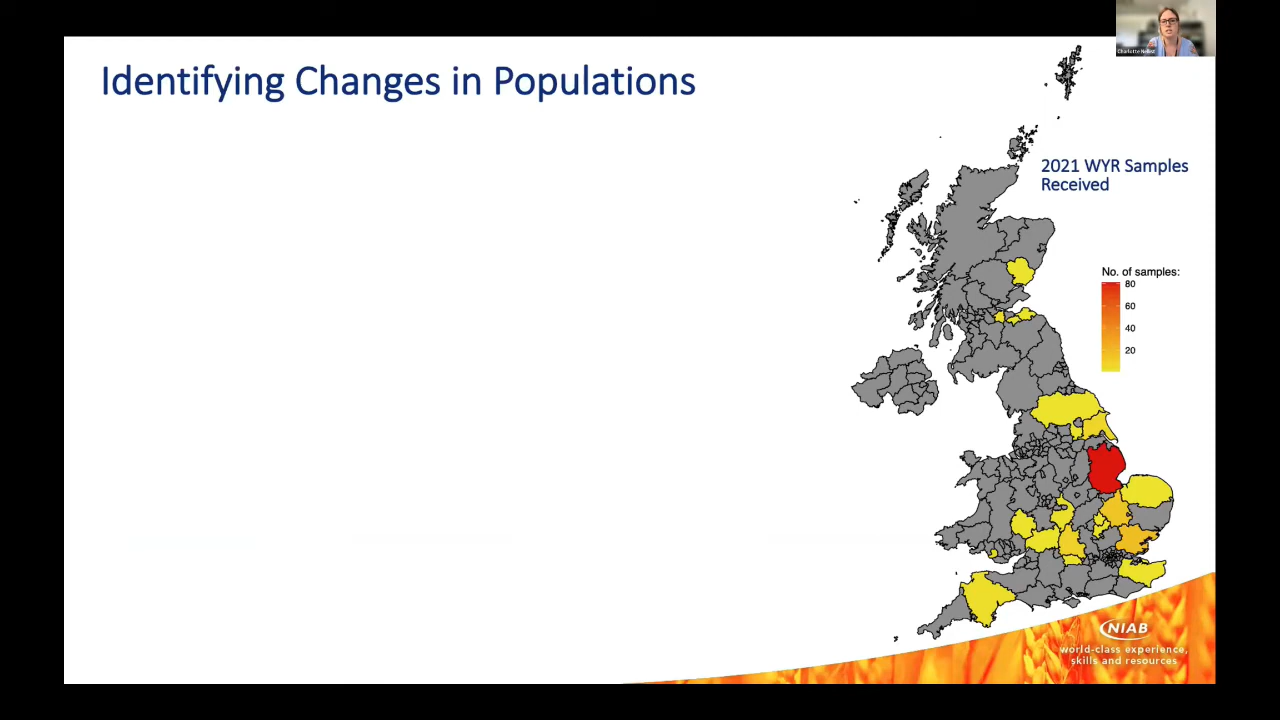 Identifying Changes in Populations
2021 WYR Samples
Received
No. of samples:
80
60
40
20
NIAB
world-class experience,
skills and resources